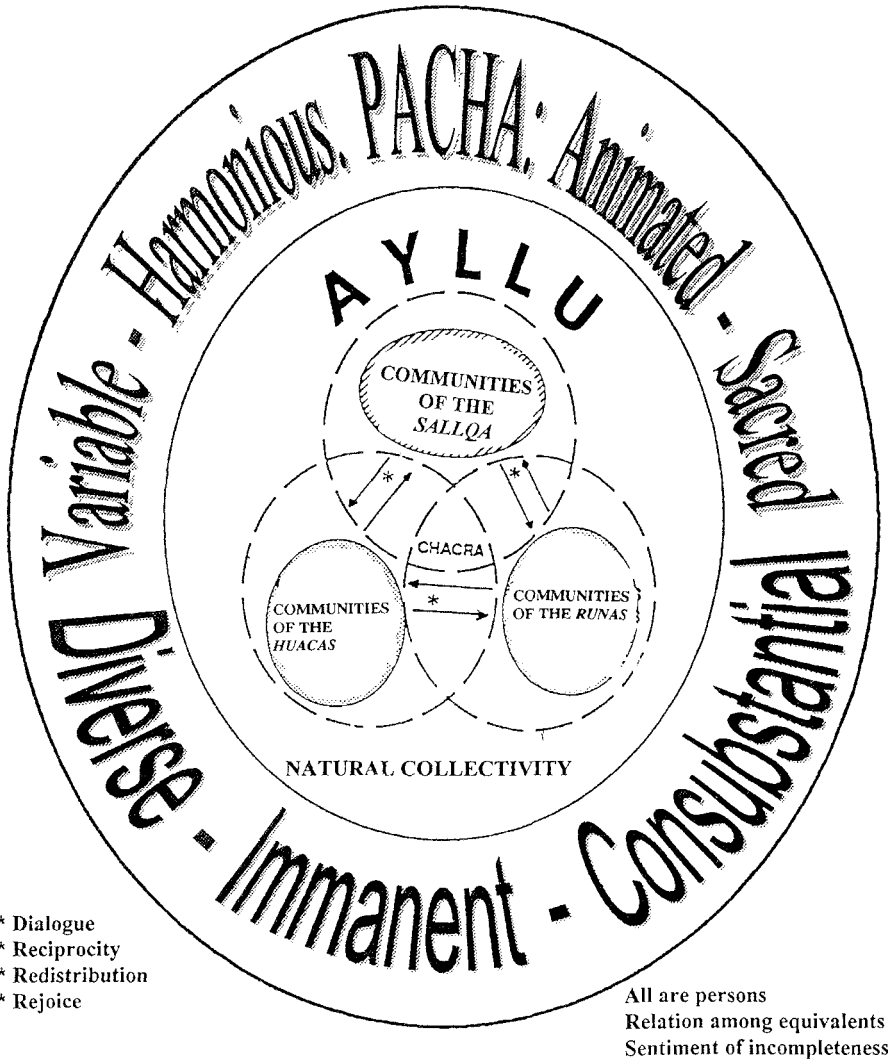 Variable - Harmonious. PACHA: Animated - Sacred
Diverse - Immanent - Consubstantial
AYLLU
COMMUNITIES
OF THE
SALLQA
*
*
CHACRA
COMMUNITIES
OF THE
HUACAS
*
COMMUNITIES
OF THE RUNAS
NATURAL COLLECTIVITY
* Dialogue
* Reciprocity
* Redistribution
* Rejoice
All are persons
Relation among equivalents
Sentiment of incompleteness